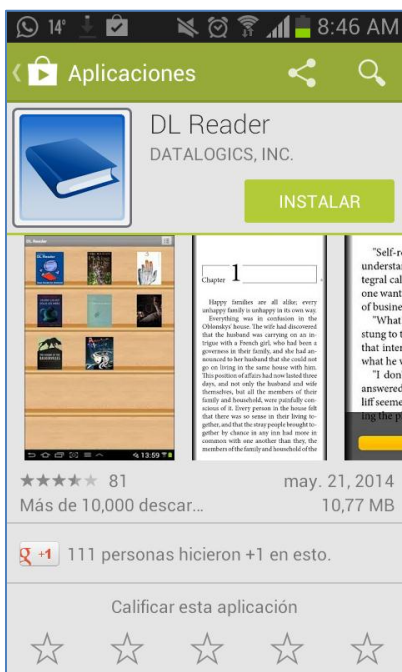 14° 8:46 AM
Aplicaciones
DL Reader
DATALOGICS, INC.
INSTALAR
DL Reader
13:59
Chapter 1
Happy families are all alike; every
unhappy family is unhappy in its own way.
Everything was in confusion in the
Oblonskys' house. The wife had discovered
that the husband was carrying on an in-
trigue with a French girl, who had been a
governess in their family, and she had an-
nounced to her husband that she could not
go on living in the same house with him.
This position of affairs had now lasted three
days, and not only the husband and wife
themselves, but all the members of their
family and household, were painfully con-
scious of it. Every person in the house felt
that there was so sense in their living to-
gether, and that the stray people brought to-
gether by chance in any inn had more in
common with one another than they, the
members of the family and household of the
"Self-re
understa
tegral cal
one want
of busine
"What
stung to t
that inter
what he v
"I don'
answered
liff seeme
ing the p
81 may. 21, 2014
Más de 10,000 descar... 10,77 MB
g +1 111 personas hicieron +1 en esto.
Calificar esta aplicación